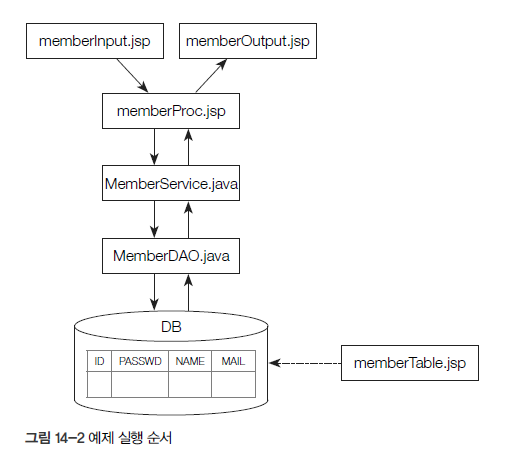 memberInput.jsp
memberOutput.jsp
memberProc.jsp
MemberService.java
MemberDAO.java
DB
ID PASSWD NAME MAIL
memberTable.jsp
그림 14-2 예제 실행 순서